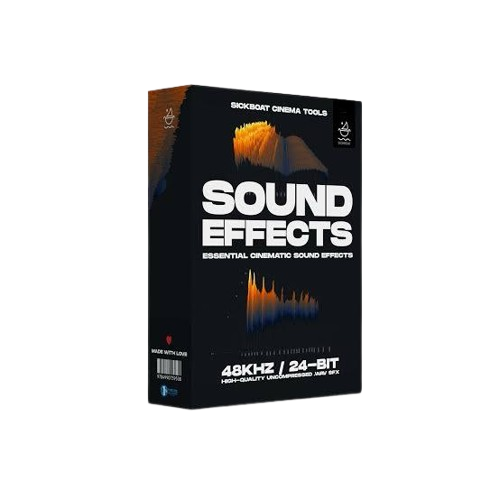 SICKBOAT CINEMA TOOLS
SOUND
EFFECTS
ESSENTIAL CINEMATIC SOUND EFFECTS
48KHZ / 24-BIT
HIGH-QUALITY UNCOMPRESSED .WAV SFX
MADE WITH LOVE